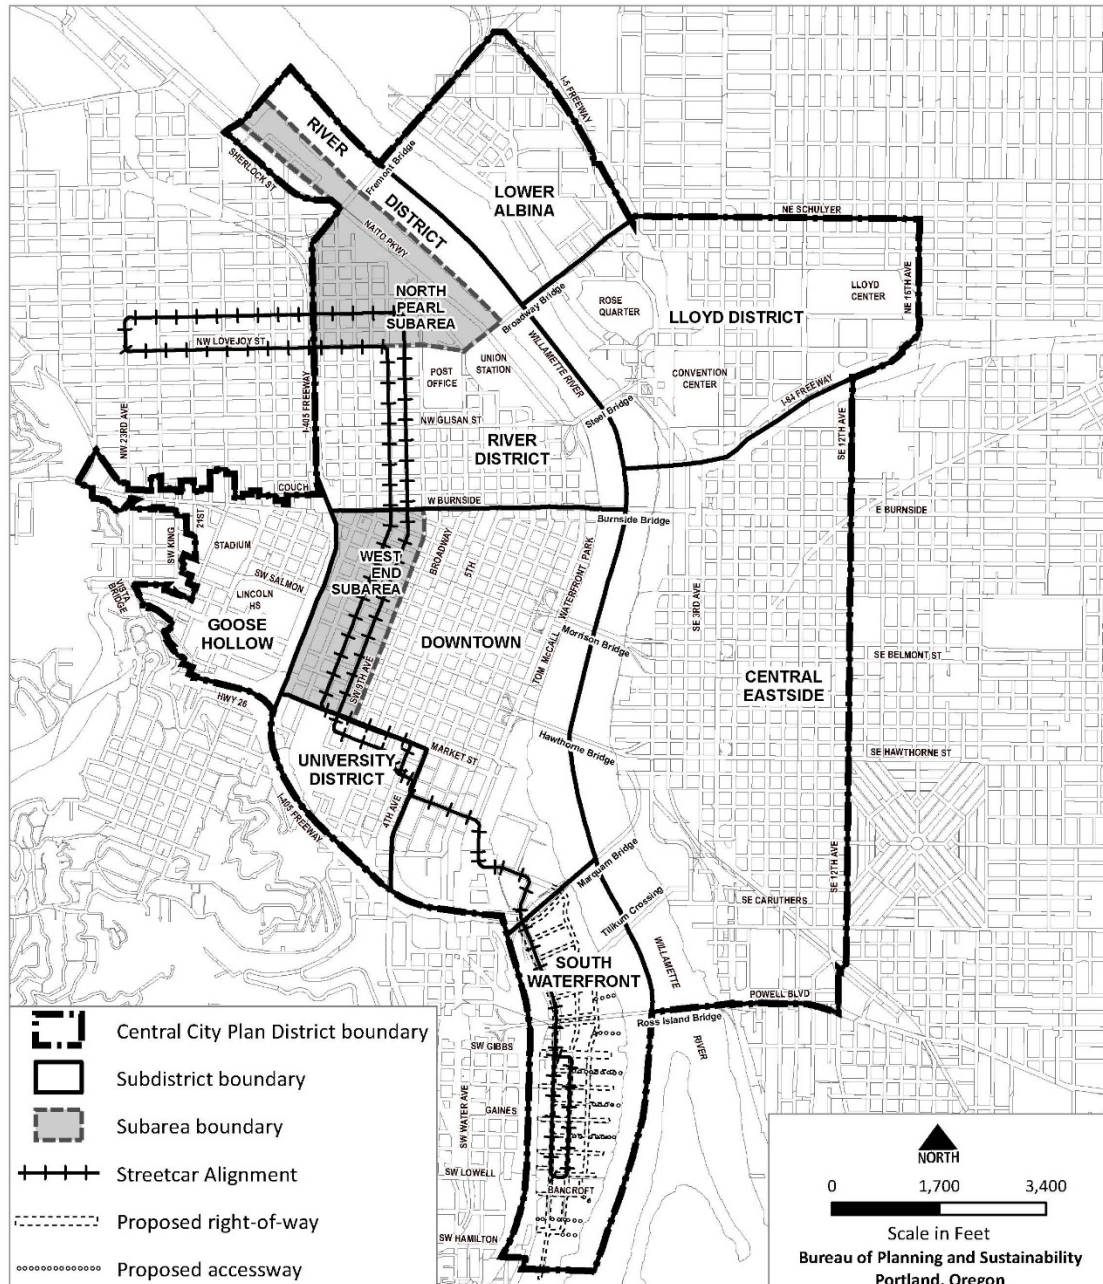 I-5 FREEWAY
RIVER
DISTRICT
SHERLOCK ST
Fremont Bridge
LOWER
ALBINA
NE SCHULYER
NAITO PKWY
NORTH
PEARL
SUBAREA
Broadway Bridge
ROSE
QUARTER
LLOYD
CENTER
NE 15TH AVE
LLOYD DISTRICT
NW LOVEJOY ST
UNION
STATION
WILLAMETTE RIVER
POST
OFFICE
CONVENTION
CENTER
I-84 FREEWAY
NW 23RD AVE
I-405 FREEWAY
NW GLISAN ST
Steel Bridge
RIVER
DISTRICT
SE 12TH AVE
COUCH
W BURNSIDE
Burnside Bridge
E BURNSIDE
21ST
SW KING
STADIUM
WEST
END
SUBAREA
BROADWAY
5TH
TOM McCALL WATERFRONT PARK
VISTA
BRIDGE
SW SALMON
LINCOLN
HS
GOOSE
HOLLOW
SE 3RD AVE
DOWNTOWN
Morrison Bridge
SE BELMONT ST
CENTRAL
EASTSIDE
HWY 26
SW 9TH AVE
MARKET ST
Hawthorne Bridge
SE HAWTHORNE ST
UNIVERSITY
DISTRICT
I-405 FREEWAY
4TH AVE
Marquam Bridge
SE 12TH AVE
SE CARUTHERS
Tilikum Crossing
WILLAMETTE
RIVER
SOUTH
WATERFRONT
POWELL BLVD
Ross Island Bridge
SW GIBBS
SW WATER AVE
GAINES
SW LOWELL
BANCROFT
SW HAMILTON
Central City Plan District boundary
Subdistrict boundary
Subarea boundary
Streetcar Alignment
Proposed right-of-way
Proposed accessway
NORTH
0 1,700 3,400
Scale in Feet
Bureau of Planning and Sustainability
Portland, Oregon